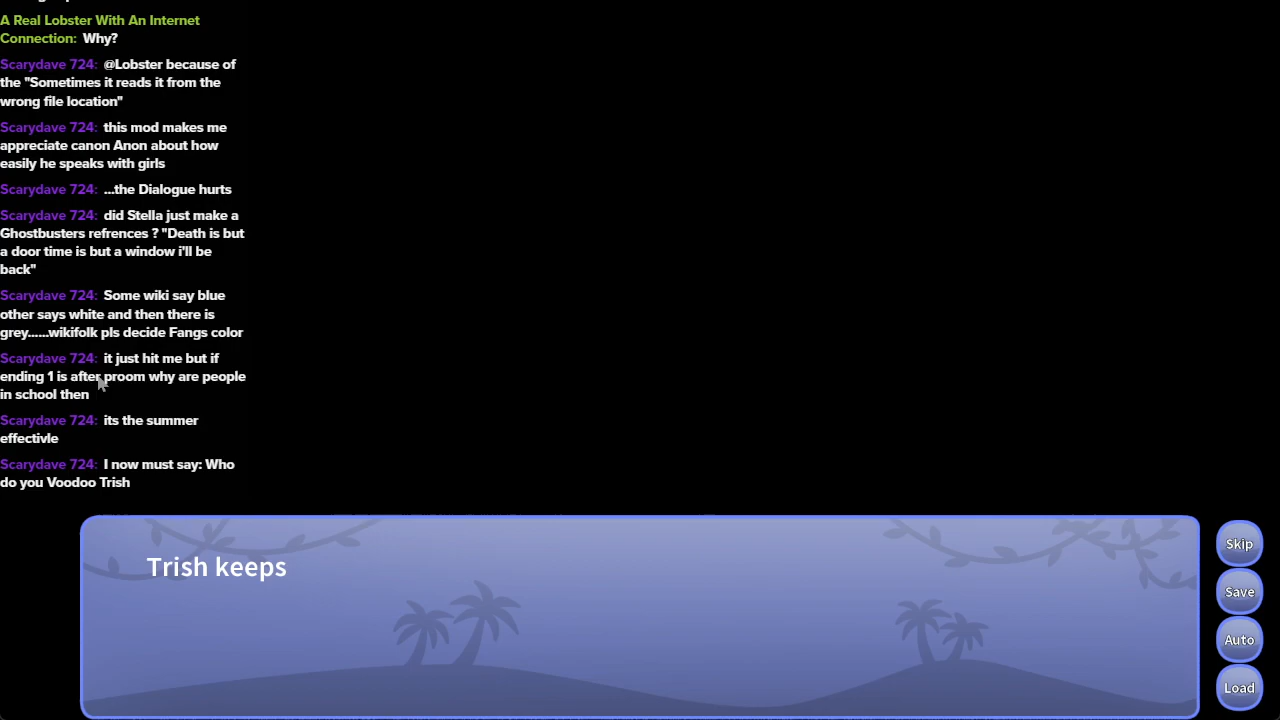 A Real Lobster With An Internet
Connection: Why?
Scarydave 724: @Lobster because of
the "Sometimes it reads it from the
wrong file location"
Scarydave 724: this mod makes me
appreciate canon Anon about how
easily he speaks with girls
Scarydave 724: ...the Dialogue hurts
Scarydave 724: did Stella just make a
Ghostbusters refrences ? "Death is but
a door time is but a window i'll be
back"
Scarydave 724: Some wiki say blue
other says white and then there is
grey......wikifolk pls decide Fangs color
Scarydave 724: it just hit me but if
ending 1 is after proom why are people
in school then
Scarydave 724: its the summer
effectivle
Scarydave 724: I now must say: Who
do you Voodoo Trish
Trish keeps
Skip
Save
Auto
Load